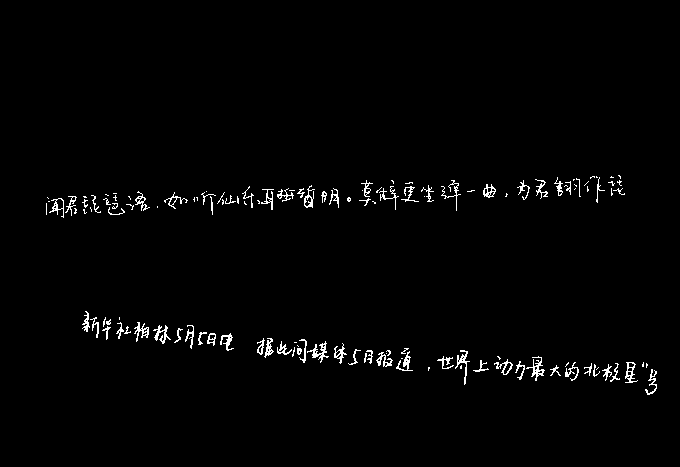 闻君琵琶语,如听仙乐耳暂明。莫辞更坐弹一曲,为君翻作琵
新华社柏林5月5日电 据此间媒体5月报道,世界上动力最大的北极星"号